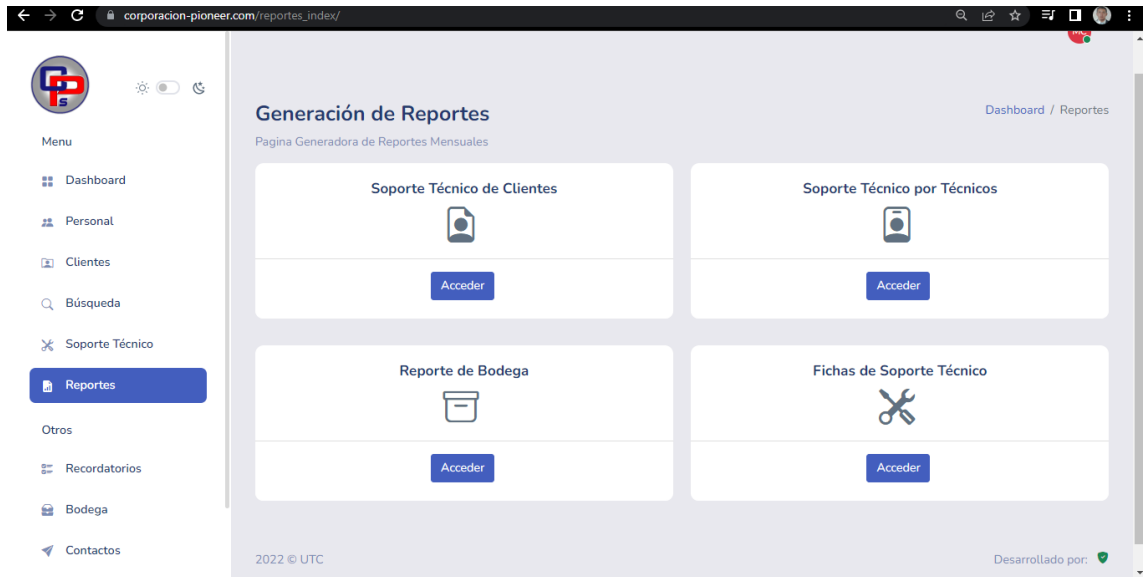 corporacion-pioneer.com/reportes_index/
MC
CPs
Menu
Dashboard
Personal
Clientes
Búsqueda
Soporte Técnico
Reportes
Otros
Recordatorios
Bodega
Contactos
Generación de Reportes
Dashboard / Reportes
Pagina Generadora de Reportes Mensuales
Soporte Técnico de Clientes
Acceder
Soporte Técnico por Técnicos
Acceder
Reporte de Bodega
Acceder
Fichas de Soporte Técnico
Acceder
2022 © UTC
Desarrollado por: